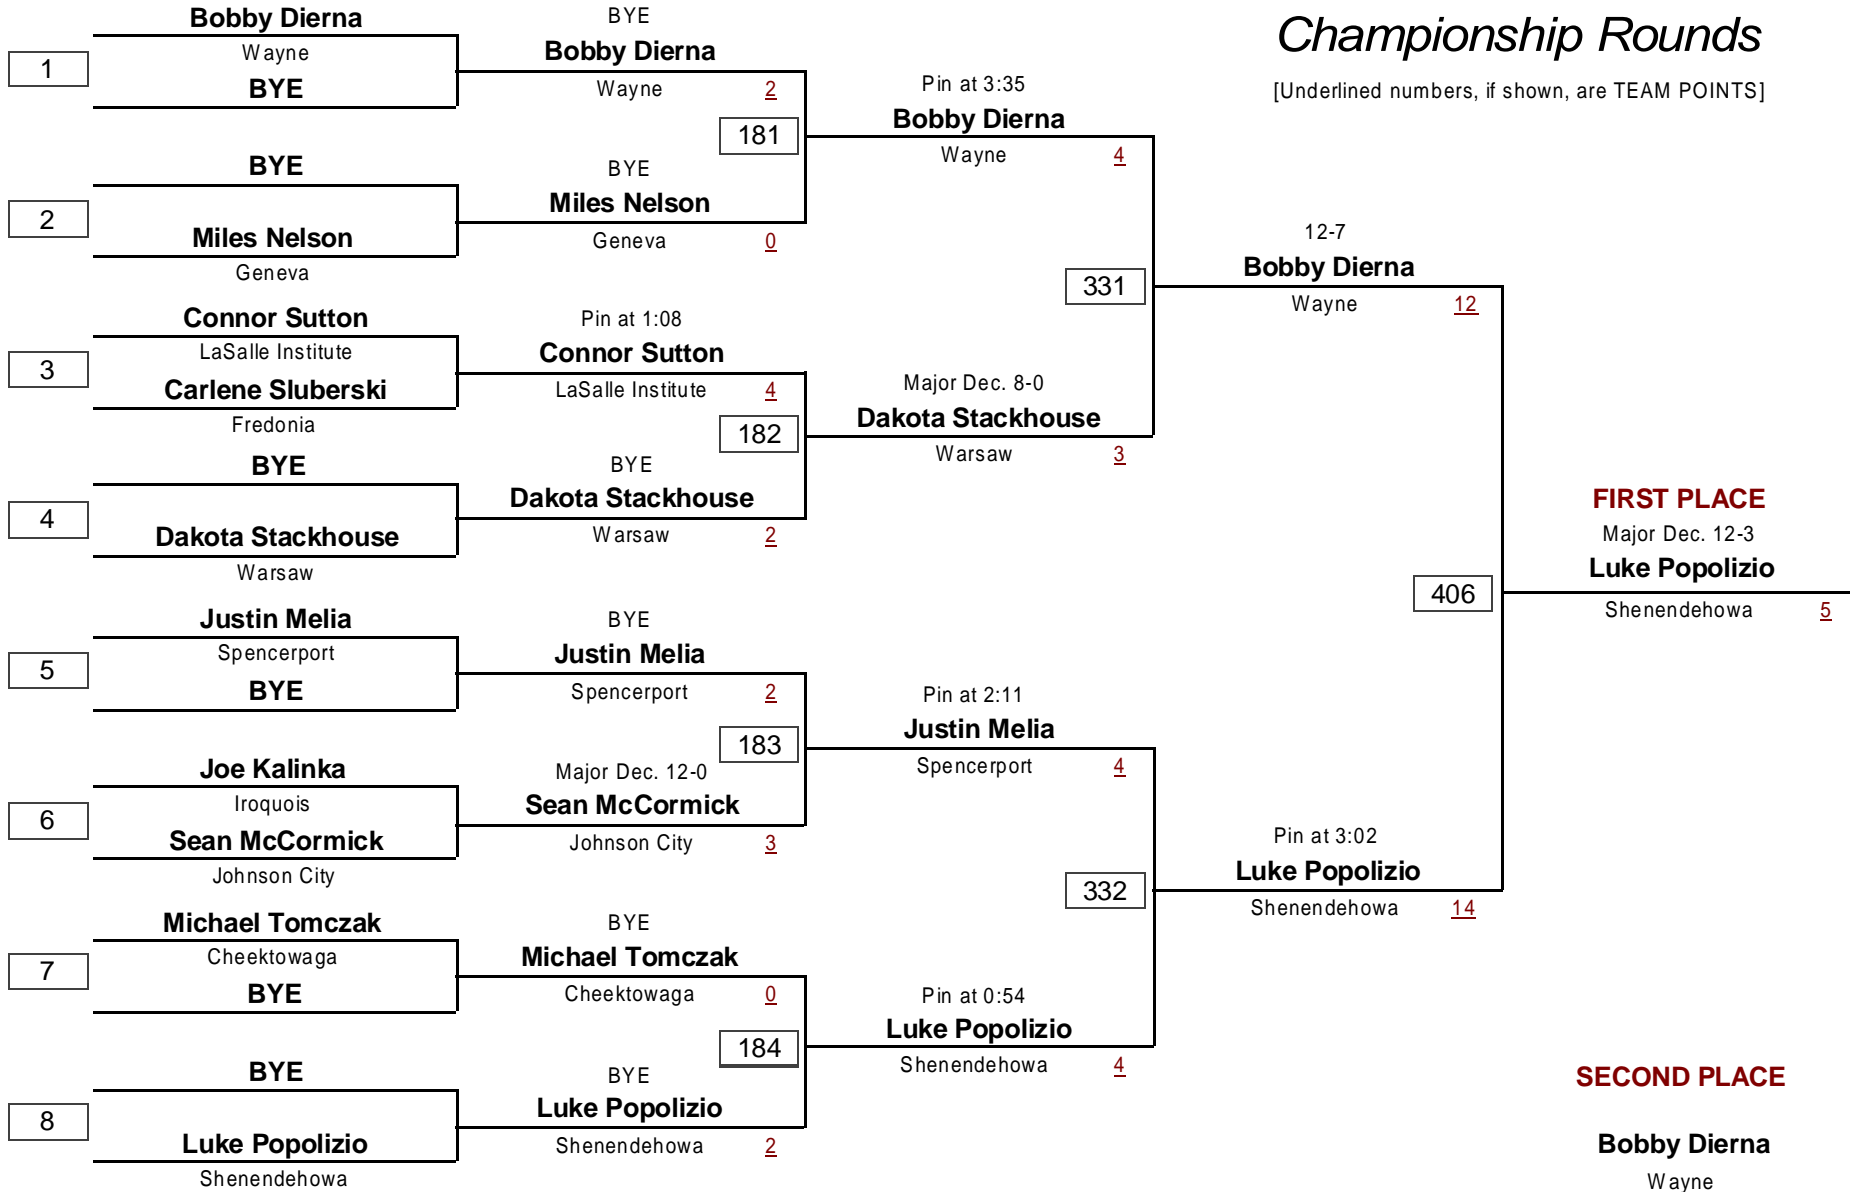 Championship Rounds
[Underlined numbers, if shown, are TEAM POINTS]
Bobby Dierna
1
Wayne
BYE
BYE
2
Miles Nelson
Geneva
Connor Sutton
3
LaSalle Institute
Carlene Sluberski
Fredonia
BYE
4
Dakota Stackhouse
Warsaw
Justin Melia
5
Spencerport
BYE
Joe Kalinka
6
Iroquois
Sean McCormick
Johnson City
Michael Tomczak
7
Cheektowaga
BYE
BYE
8
Luke Popolizio
Shenendehowa
BYE
Bobby Dierna
Wayne 2
181
BYE
Miles Nelson
Geneva 0
Pin at 1:08
Connor Sutton
LaSalle Institute 4
182
BYE
Dakota Stackhouse
Warsaw 2
BYE
Justin Melia
Spencerport 2
183
Major Dec. 12-0
Sean McCormick
Johnson City 3
BYE
Michael Tomczak
Cheektowaga 0
184
BYE
Luke Popolizio
Shenendehowa 2
Pin at 3:35
Bobby Dierna
Wayne 4
331
Major Dec. 8-0
Dakota Stackhouse
Warsaw 3
Pin at 2:11
Justin Melia
Spencerport 4
332
Pin at 0:54
Luke Popolizio
Shenendehowa 4
12-7
Bobby Dierna
Wayne 12
406
Pin at 3:02
Luke Popolizio
Shenendehowa 14
FIRST PLACE
Major Dec. 12-3
Luke Popolizio
Shenendehowa 5
SECOND PLACE
Bobby Dierna
Wayne